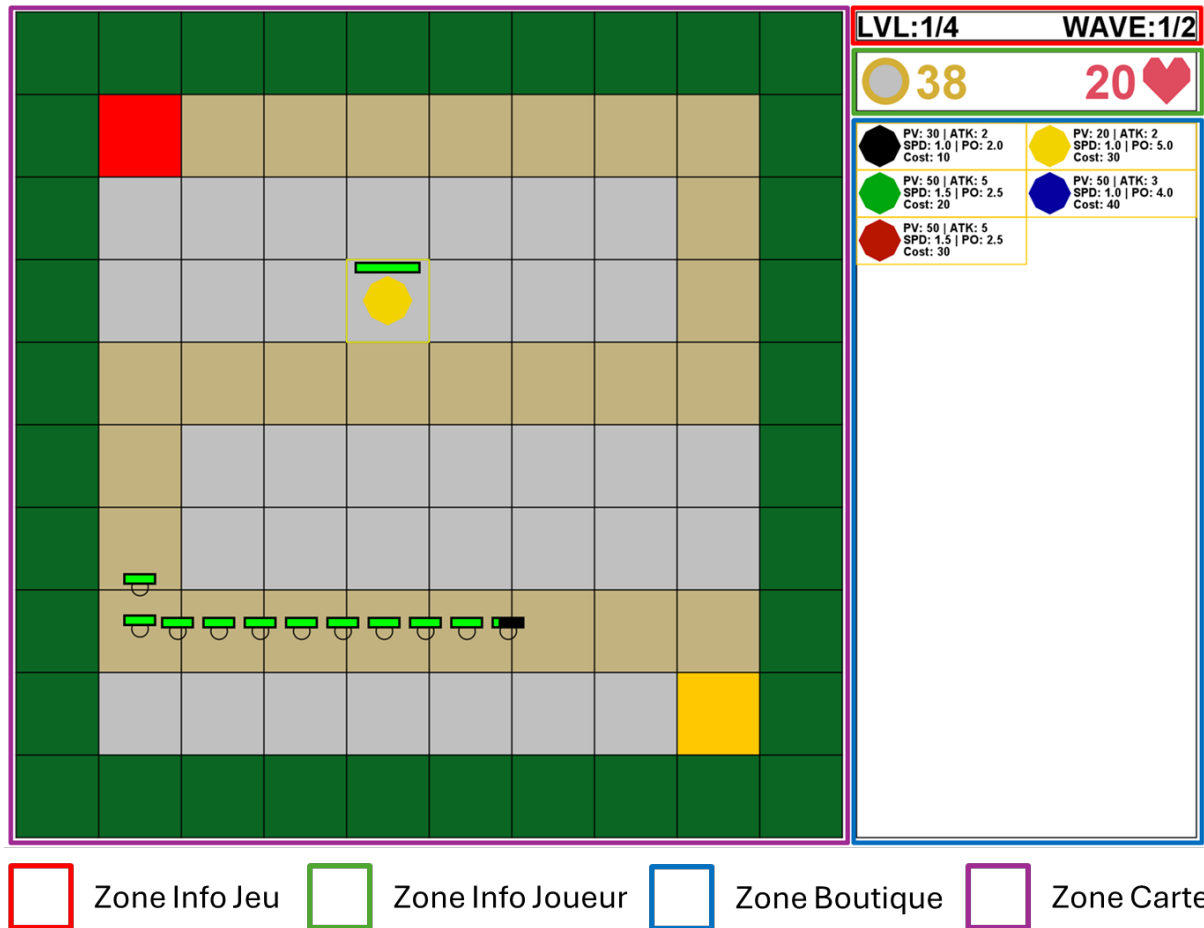 LVL:1/4 WAVE:1/2
38 20
PV: 30 | ATK: 2
SPD: 1.0 | PO: 2.0
Cost: 10
PV: 20 | ATK: 2
SPD: 1.0 | PO: 5.0
Cost: 30
PV: 50 | ATK: 5
SPD: 1.5 | PO: 2.5
Cost: 20
PV: 50 | ATK: 3
SPD: 1.0 | PO: 4.0
Cost: 40
PV: 50 | ATK: 5
SPD: 1.5 | PO: 2.5
Cost: 30
Zone Info Jeu
Zone Info Joueur
Zone Boutique
Zone Carte